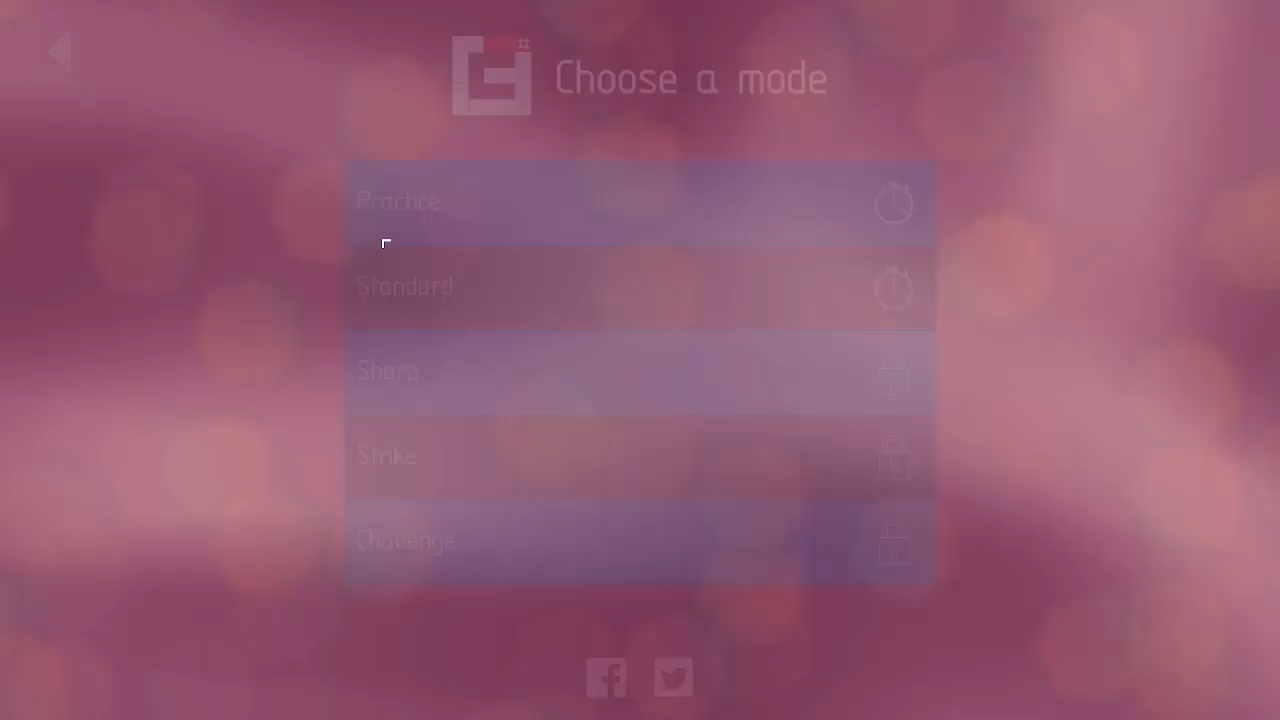 Choose a mode
Practice
Standard
Sharp
Strike
Challenge